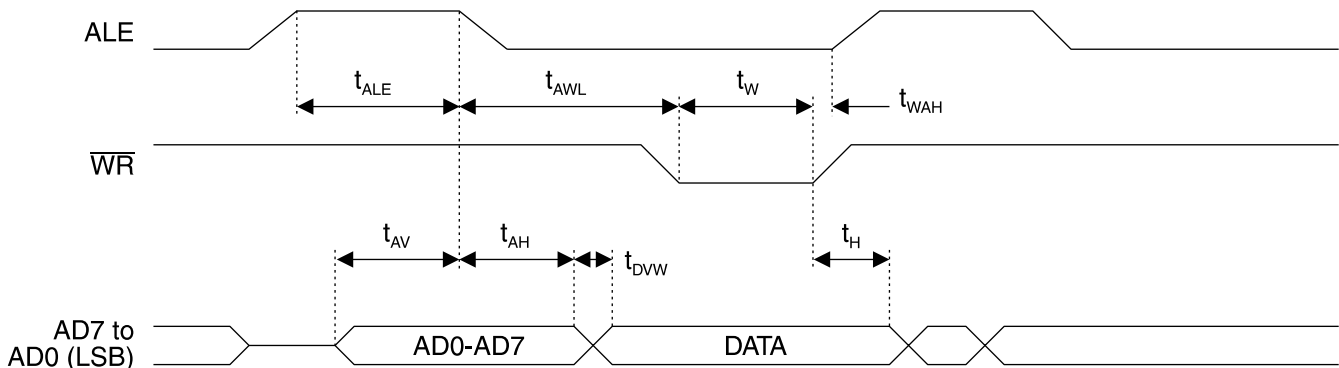 ALE
tALE
tAWL
tW
tWAH
WR
tAV
tAH
tDVW
tH
AD7 to
AD0 (LSB)
AD0-AD7
DATA